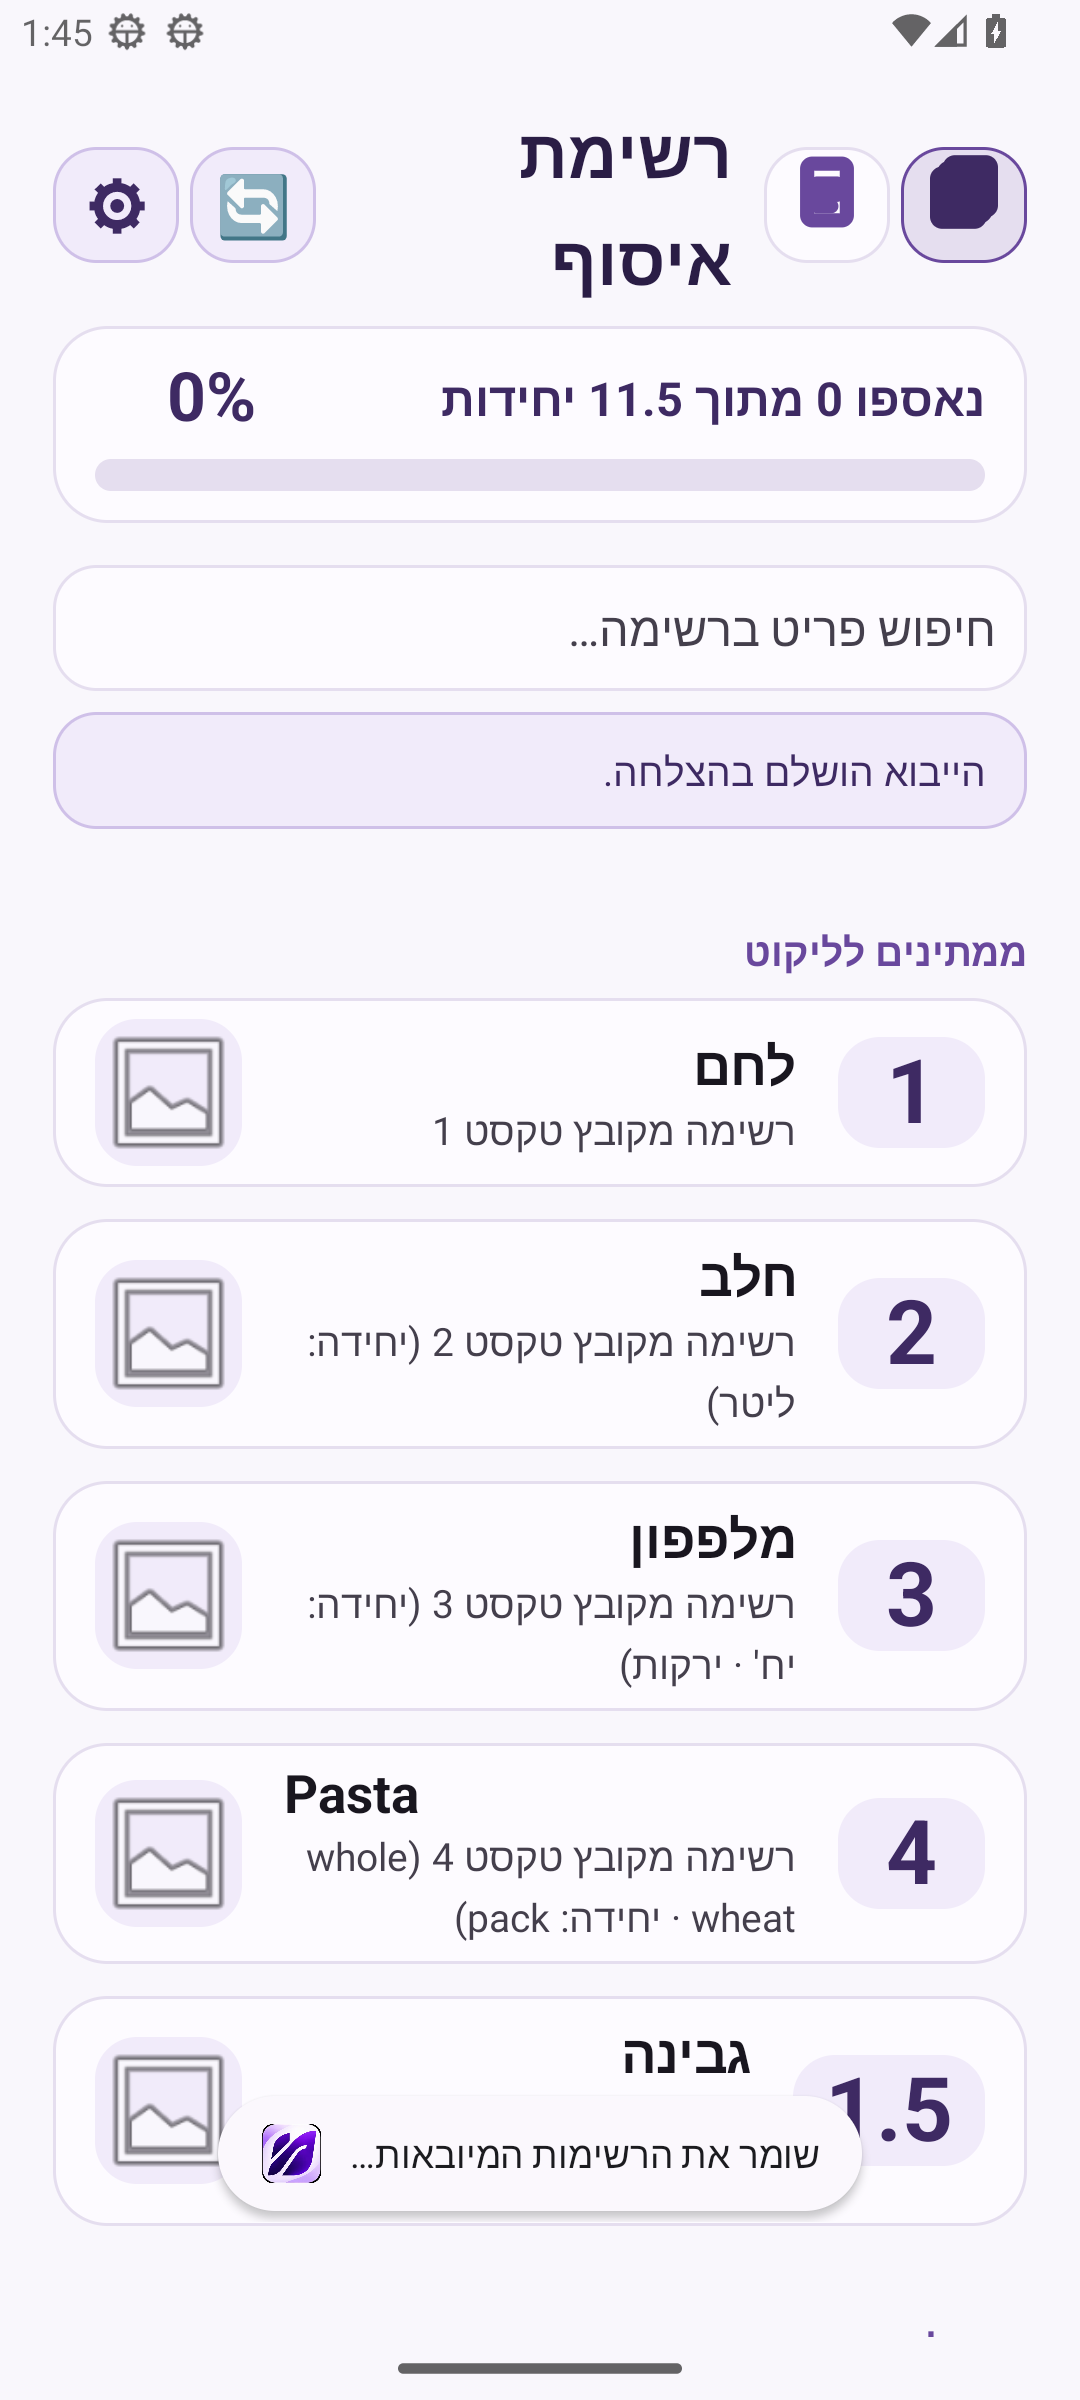 1:45
רשימת
איסוף
נאספו 0 מתוך 11.5 יחידות
0%
חיפוש פריט ברשימה...
הייבוא הושלם בהצלחה.
ממתינים לליקוט
1
לחם
רשימה מקובץ טקסט 1
2
חלב
רשימה מקובץ טקסט 2 (יחידה:
ליטר)
3
מלפפון
רשימה מקובץ טקסט 3 (יחידה:
יח' · ירקות)
4
Pasta
רשימה מקובץ טקסט 4 (whole
wheat · יחידה: pack)
1.5
גבינה
שומר את הרשימות המיובאות...